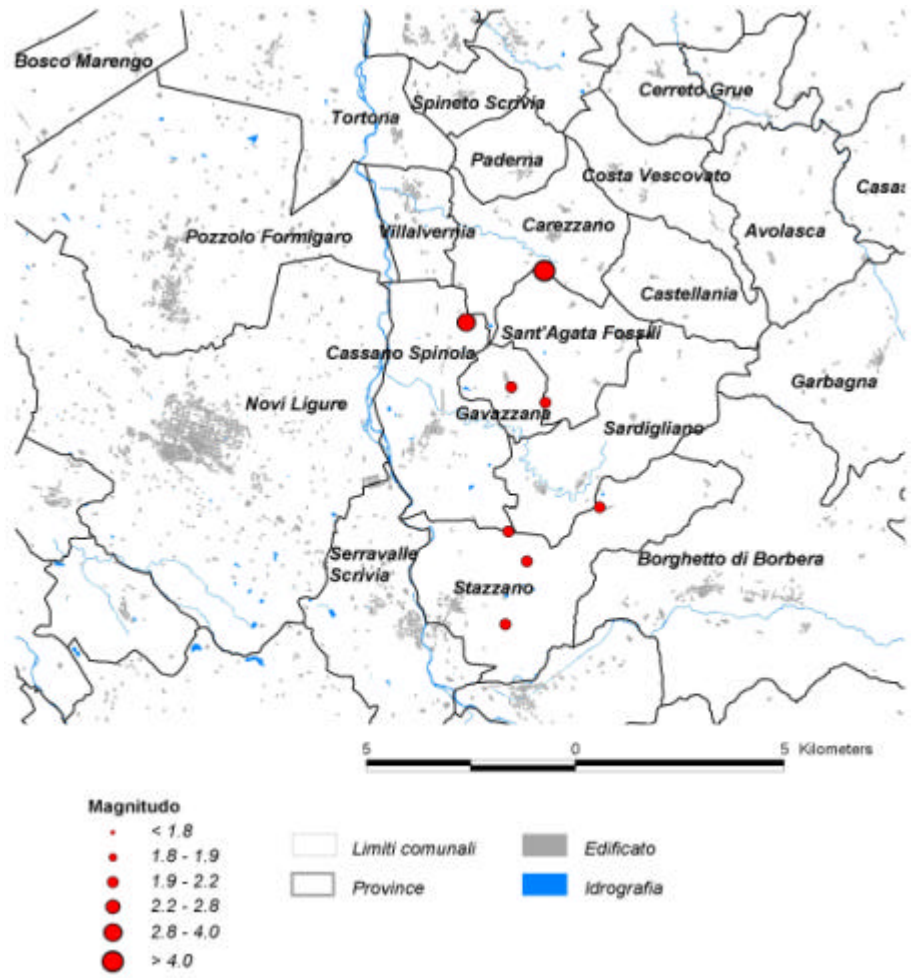 Bosco Marengo
Cerreto Grue
Spineto Scrivia
Tortona
Paderna
Costa Vescovato
Casas
Carezzano
Avolasca
Villalvernia
Pozzolo Formigaro
Castellania
Sant'Agata Fossili
Cassano Spinola
Garbagna
Novi Ligure
Gavazzana
Sardigliano
Serravalle
Scrivia
Borghetto di Borbera
Stazzano
5 0 5 Kilometers
Magnitudo
< 1.8
1.8 - 1.9
1.9 - 2.2
2.2 - 2.8
2.8 - 4.0
> 4.0
Limiti comunali
Province
Edificato
Idrografia